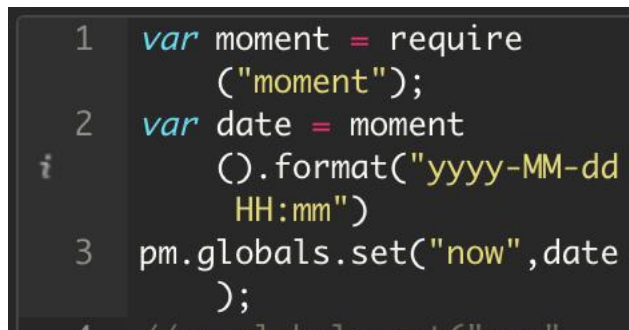 1 var moment = require
("moment");
2 var date = moment
i ().format("yyyy-MM-dd
HH:mm")
3 pm.globals.set("now",date
);